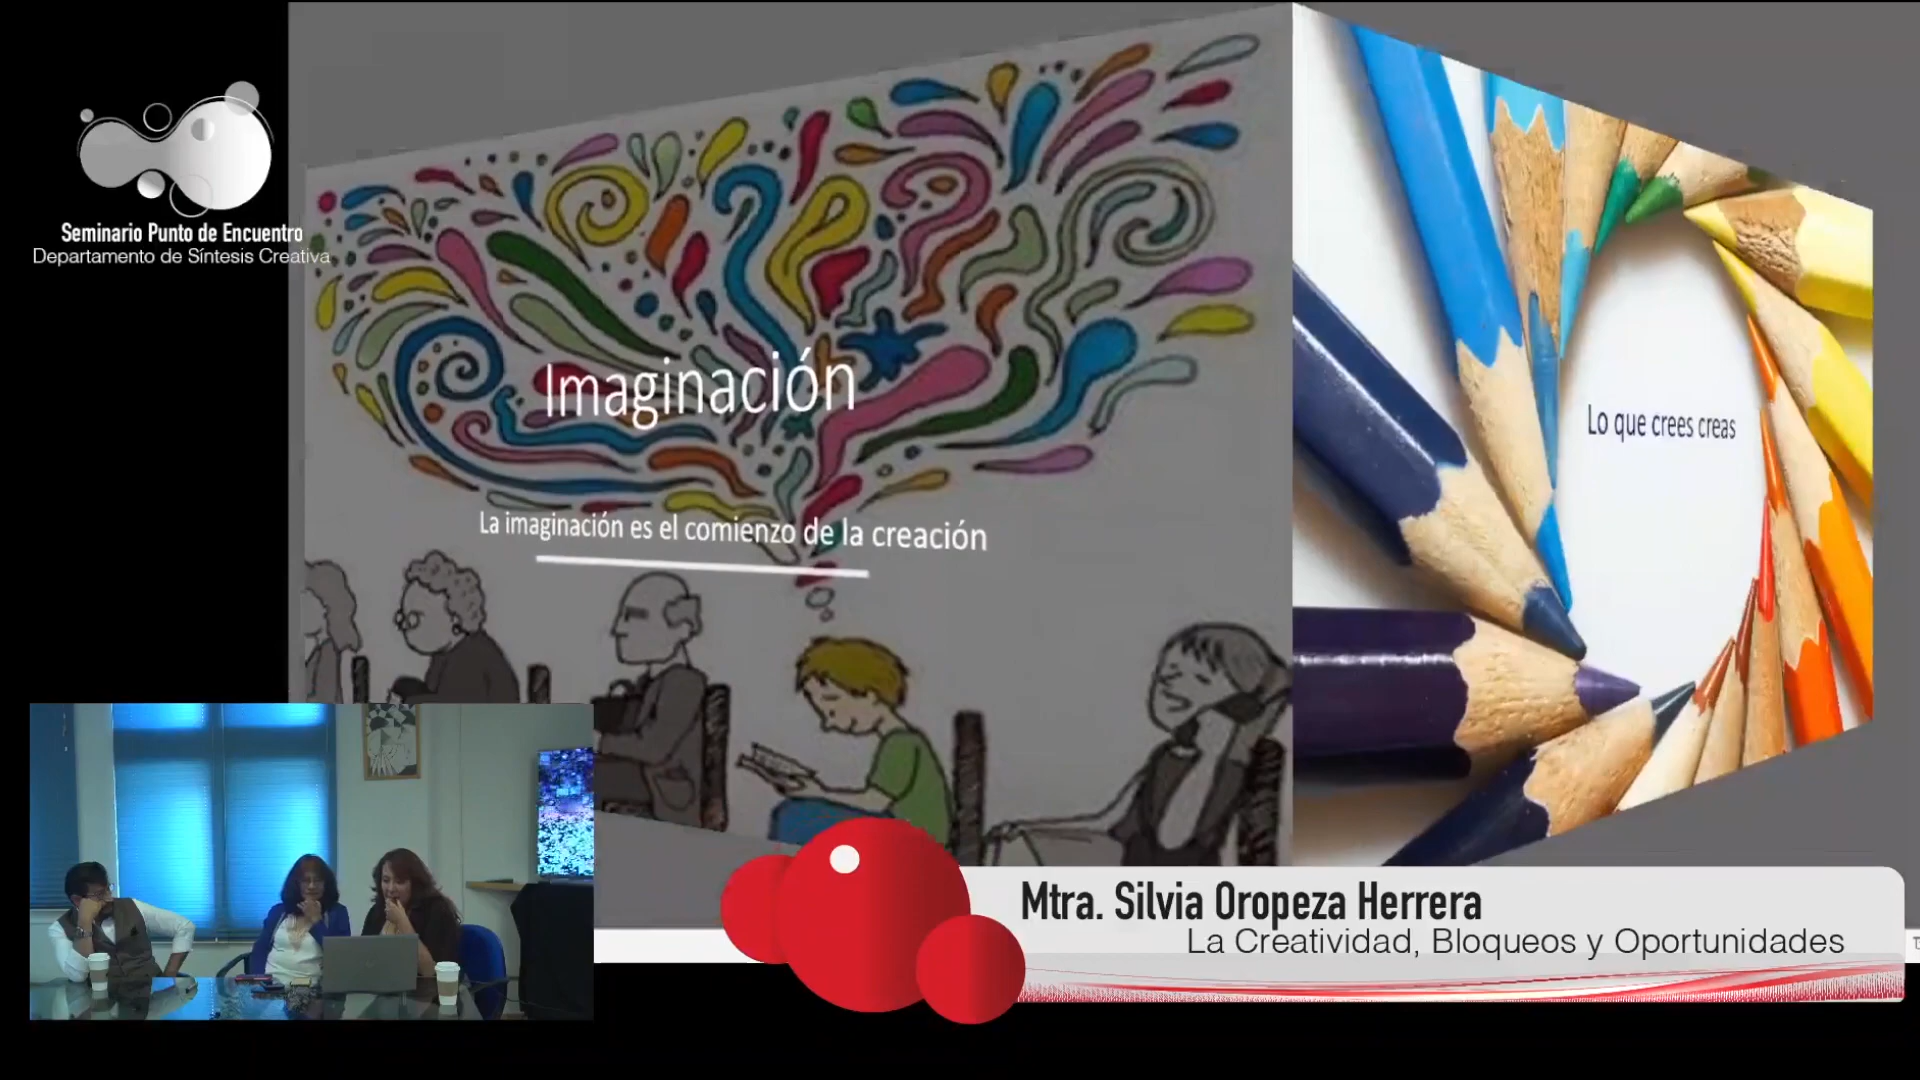 Seminario Punto de Encuentro
Departamento de Síntesis Creativa
Imaginación
La imaginación es el comienzo de la creación
Lo que crees creas
Mtra. Silvia Oropeza Herrera
La Creatividad, Bloqueos y Oportunidades